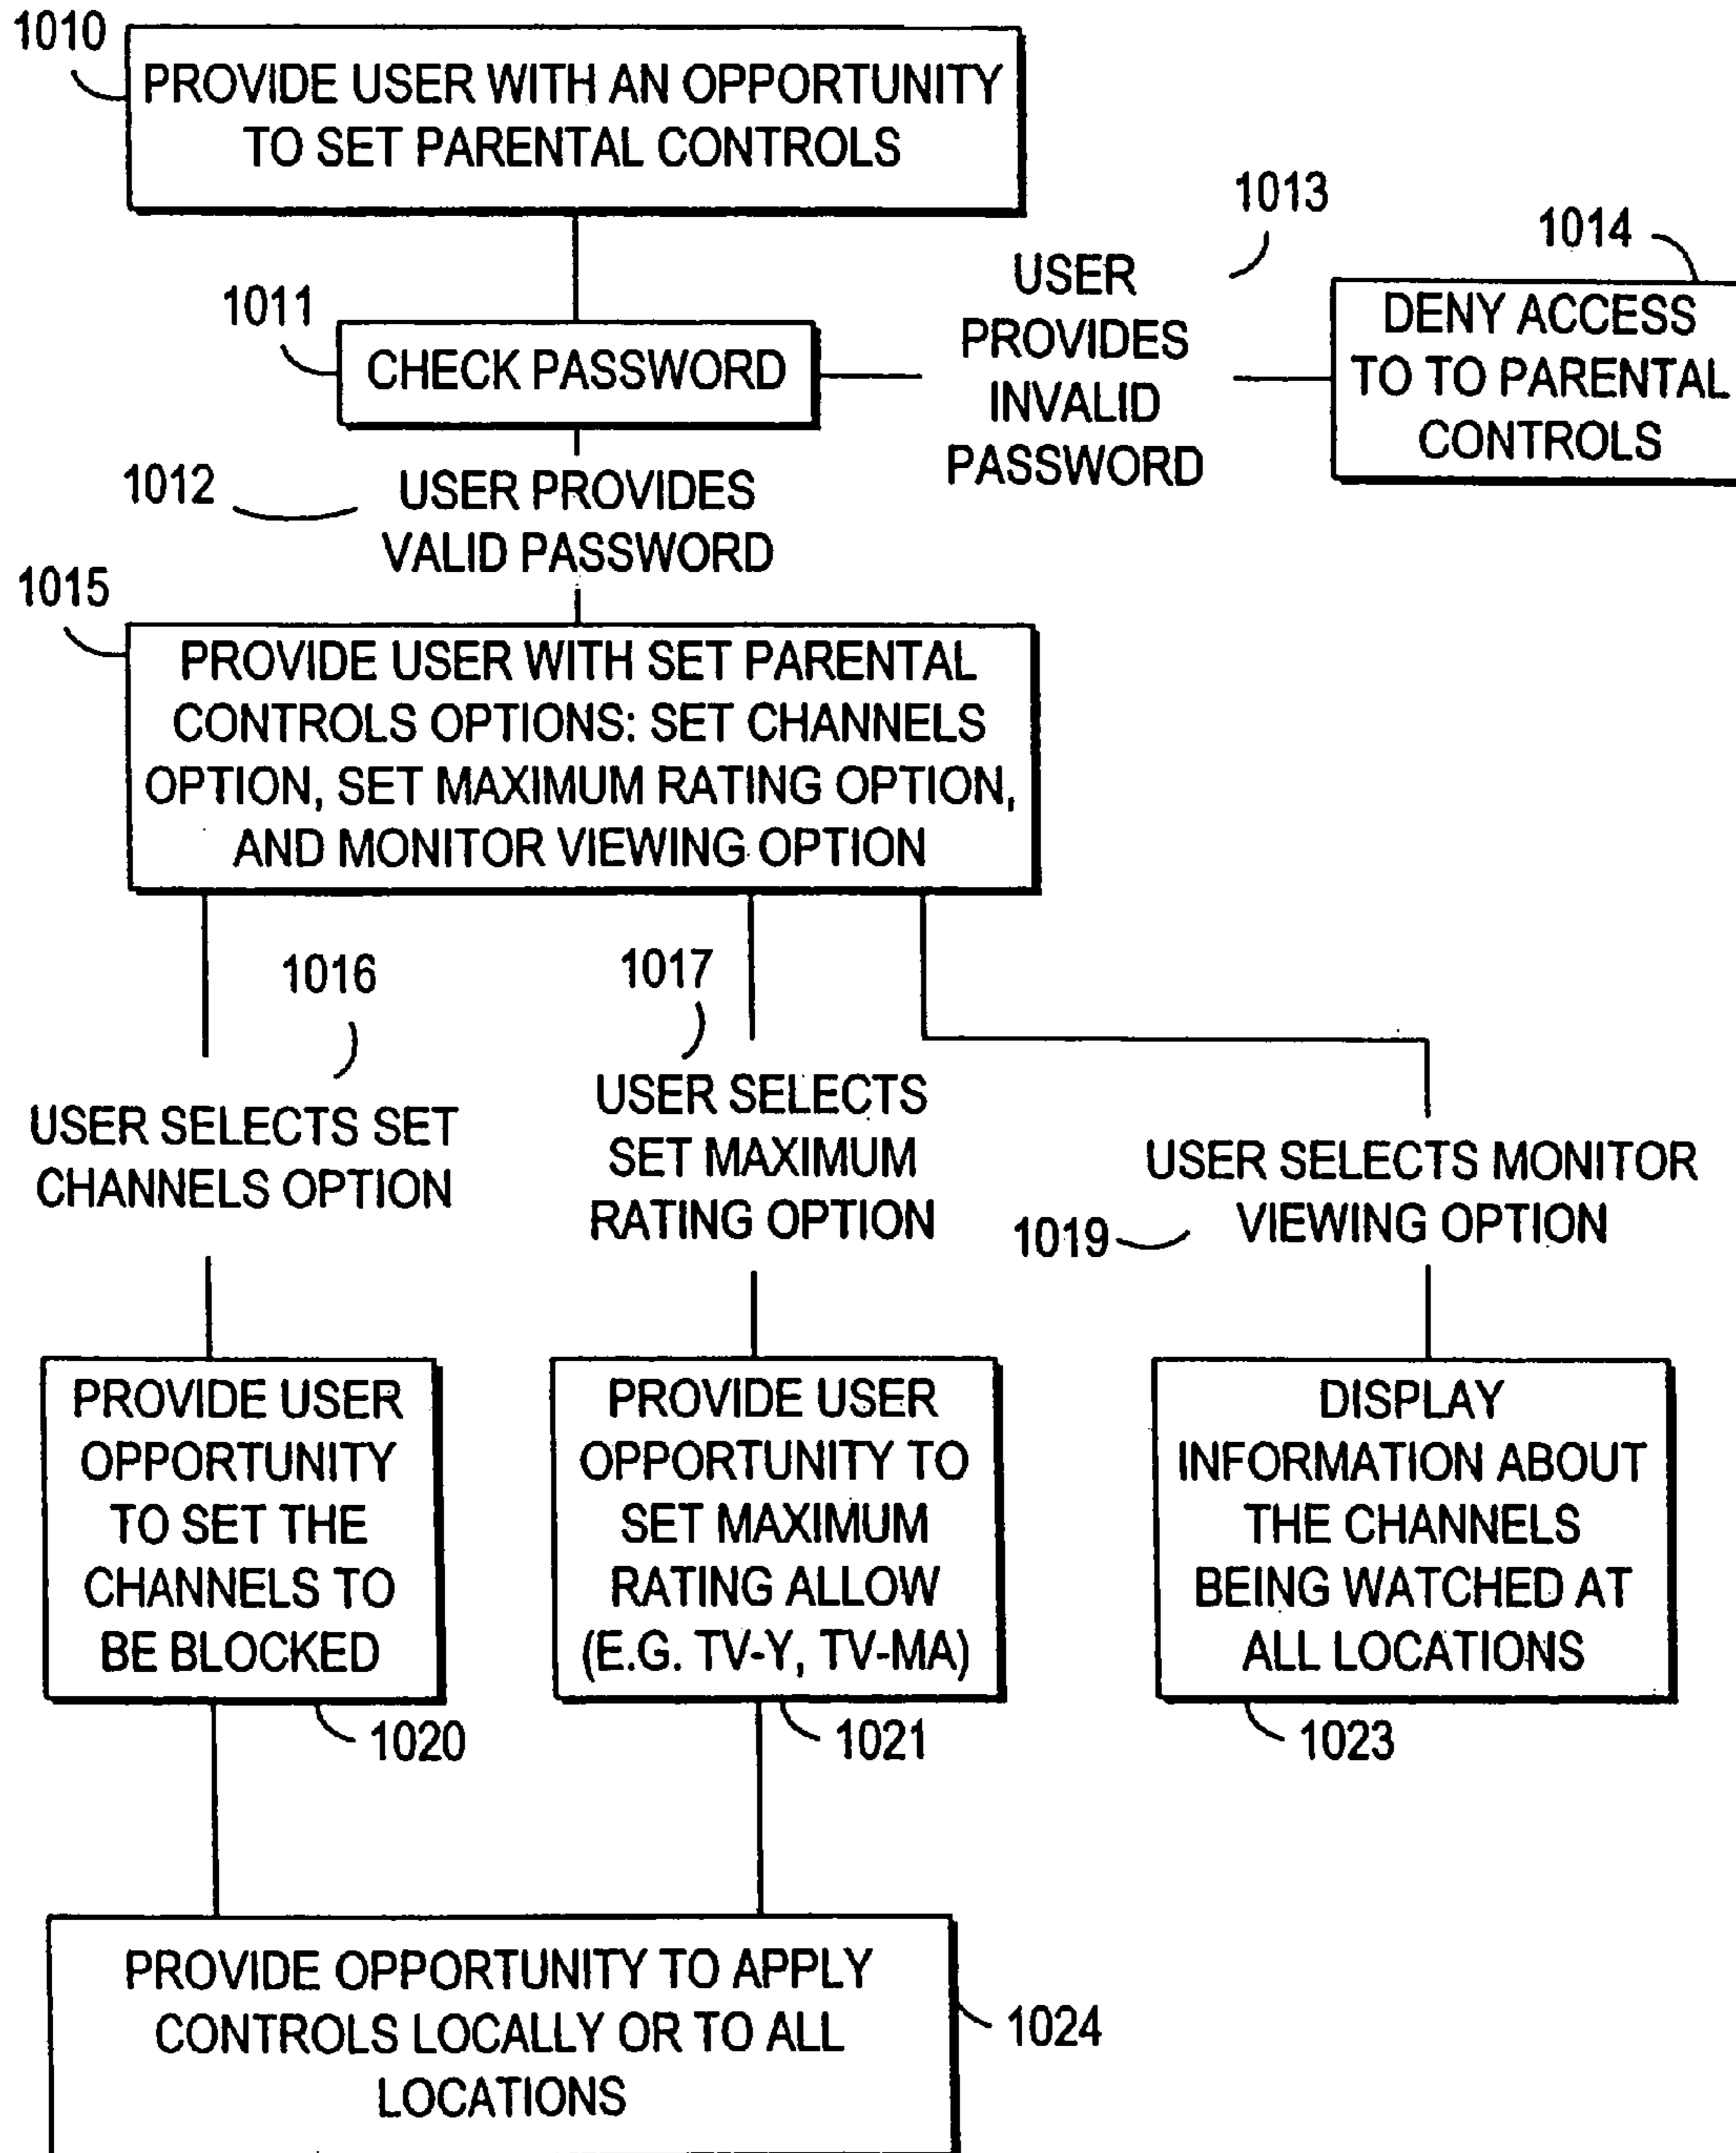 1010
PROVIDE USER WITH AN OPPORTUNITY
TO SET PARENTAL CONTROLS
1011
CHECK PASSWORD
1013
USER
PROVIDES
INVALID
PASSWORD
1014
DENY ACCESS
TO TO PARENTAL
CONTROLS
1012
USER PROVIDES
VALID PASSWORD
1015
PROVIDE USER WITH SET PARENTAL
CONTROLS OPTIONS: SET CHANNELS
OPTION, SET MAXIMUM RATING OPTION,
AND MONITOR VIEWING OPTION
1016
USER SELECTS SET
CHANNELS OPTION
1017
USER SELECTS
SET MAXIMUM
RATING OPTION
USER SELECTS MONITOR
VIEWING OPTION
1019
PROVIDE USER
OPPORTUNITY
TO SET THE
CHANNELS TO
BE BLOCKED
1020
PROVIDE USER
OPPORTUNITY TO
SET MAXIMUM
RATING ALLOW
(E.G. TV-Y, TV-MA)
1021
DISPLAY
INFORMATION ABOUT
THE CHANNELS
BEING WATCHED AT
ALL LOCATIONS
1023
PROVIDE OPPORTUNITY TO APPLY
CONTROLS LOCALLY OR TO ALL
LOCATIONS
1024